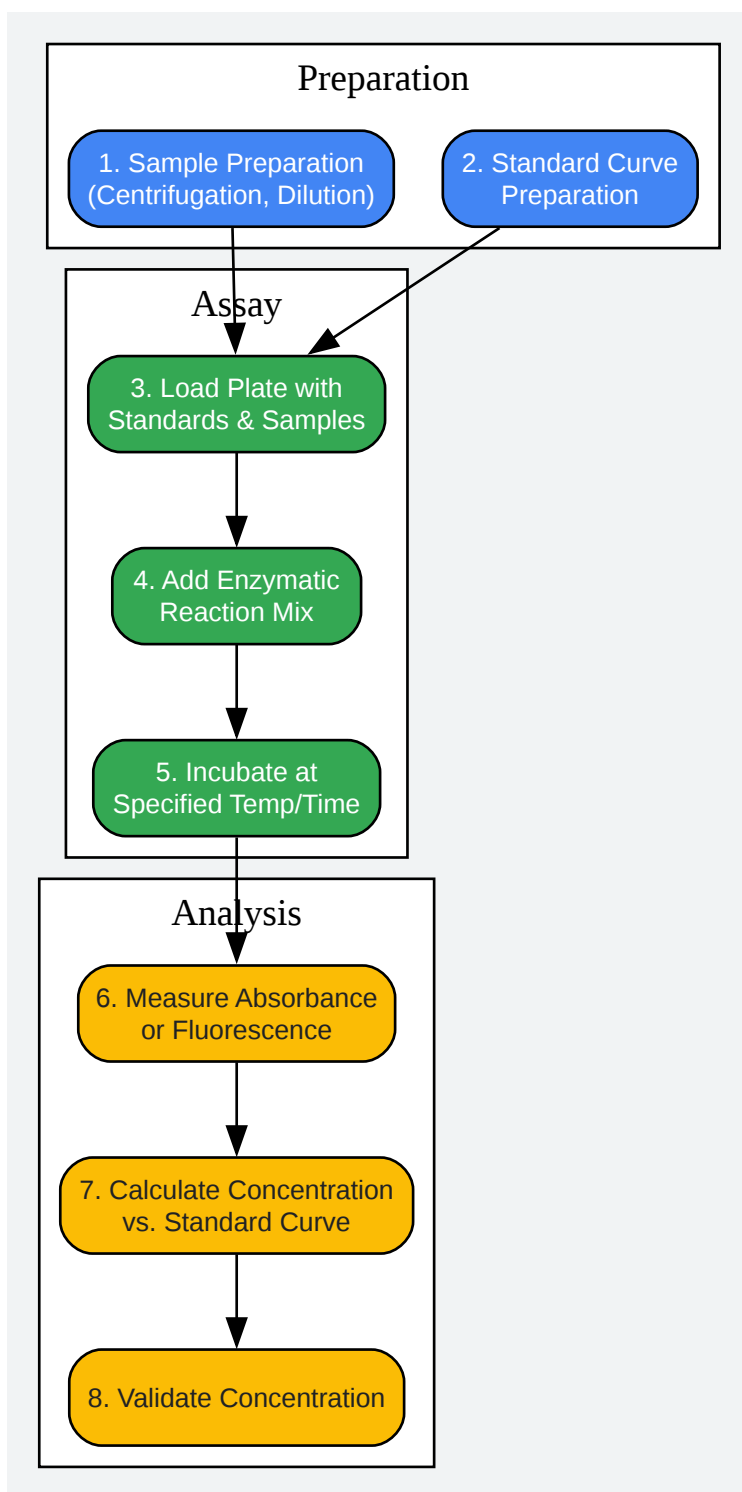 Preparation
1. Sample Preparation
(Centrifugation, Dilution)
2. Standard Curve
Preparation
Assay
3. Load Plate with
Standards & Samples
4. Add Enzymatic
Reaction Mix
5. Incubate at
Specified Temp/Time
Analysis
6. Measure Absorbance
or Fluorescence
7. Calculate Concentration
vs. Standard Curve
8. Validate Concentration